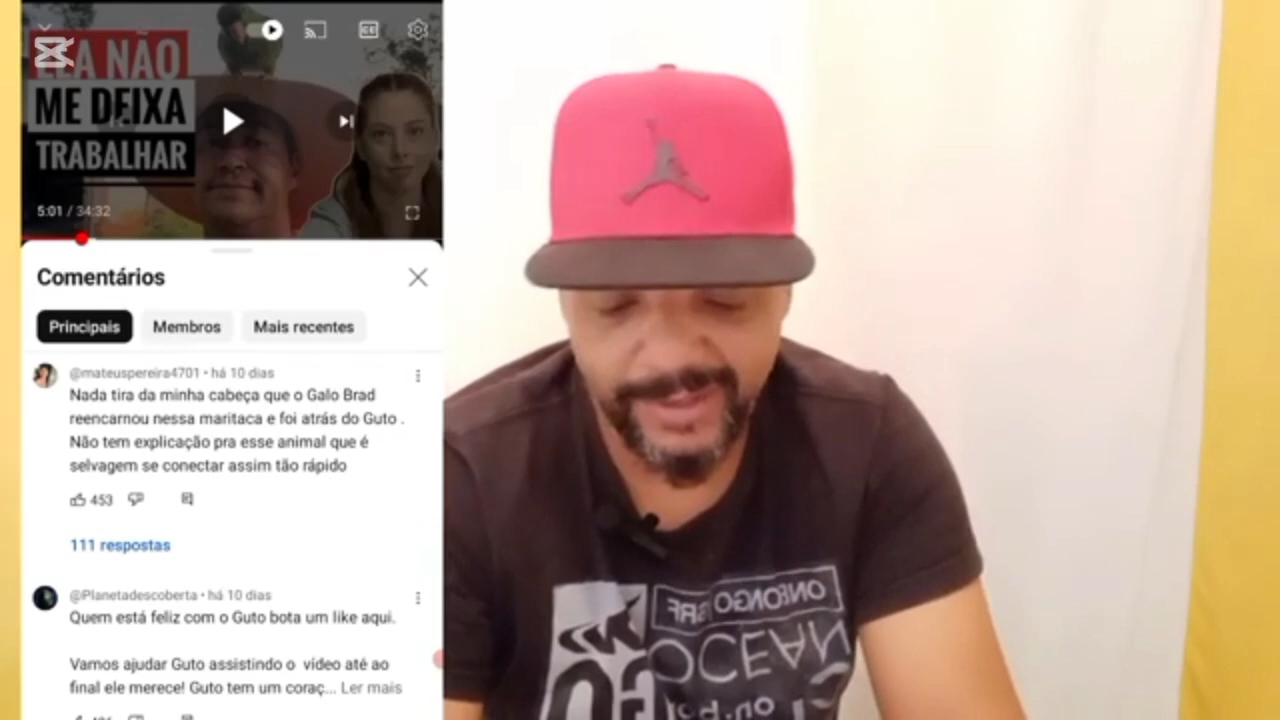 ELA NÃO
ME DEIXA
TRABALHAR
5:01 / 34:32
Comentários
Principais
Membros
Mais recentes
@mateuspereira4701 • há 10 dias
Nada tira da minha cabeça que o Galo Brad
reencarnou nessa maritaca e foi atrás do Guto .
Não tem explicação pra esse animal que é
selvagem se conectar assim tão rápido
453
111 respostas
@Planetadescoberta • há 10 dias
Quem está feliz com o Guto bota um like aqui.
Vamos ajudar Guto assistindo o vídeo até ao
final ele merece! Guto tem um coraç... Ler mais
ONFONGO
OCEAN